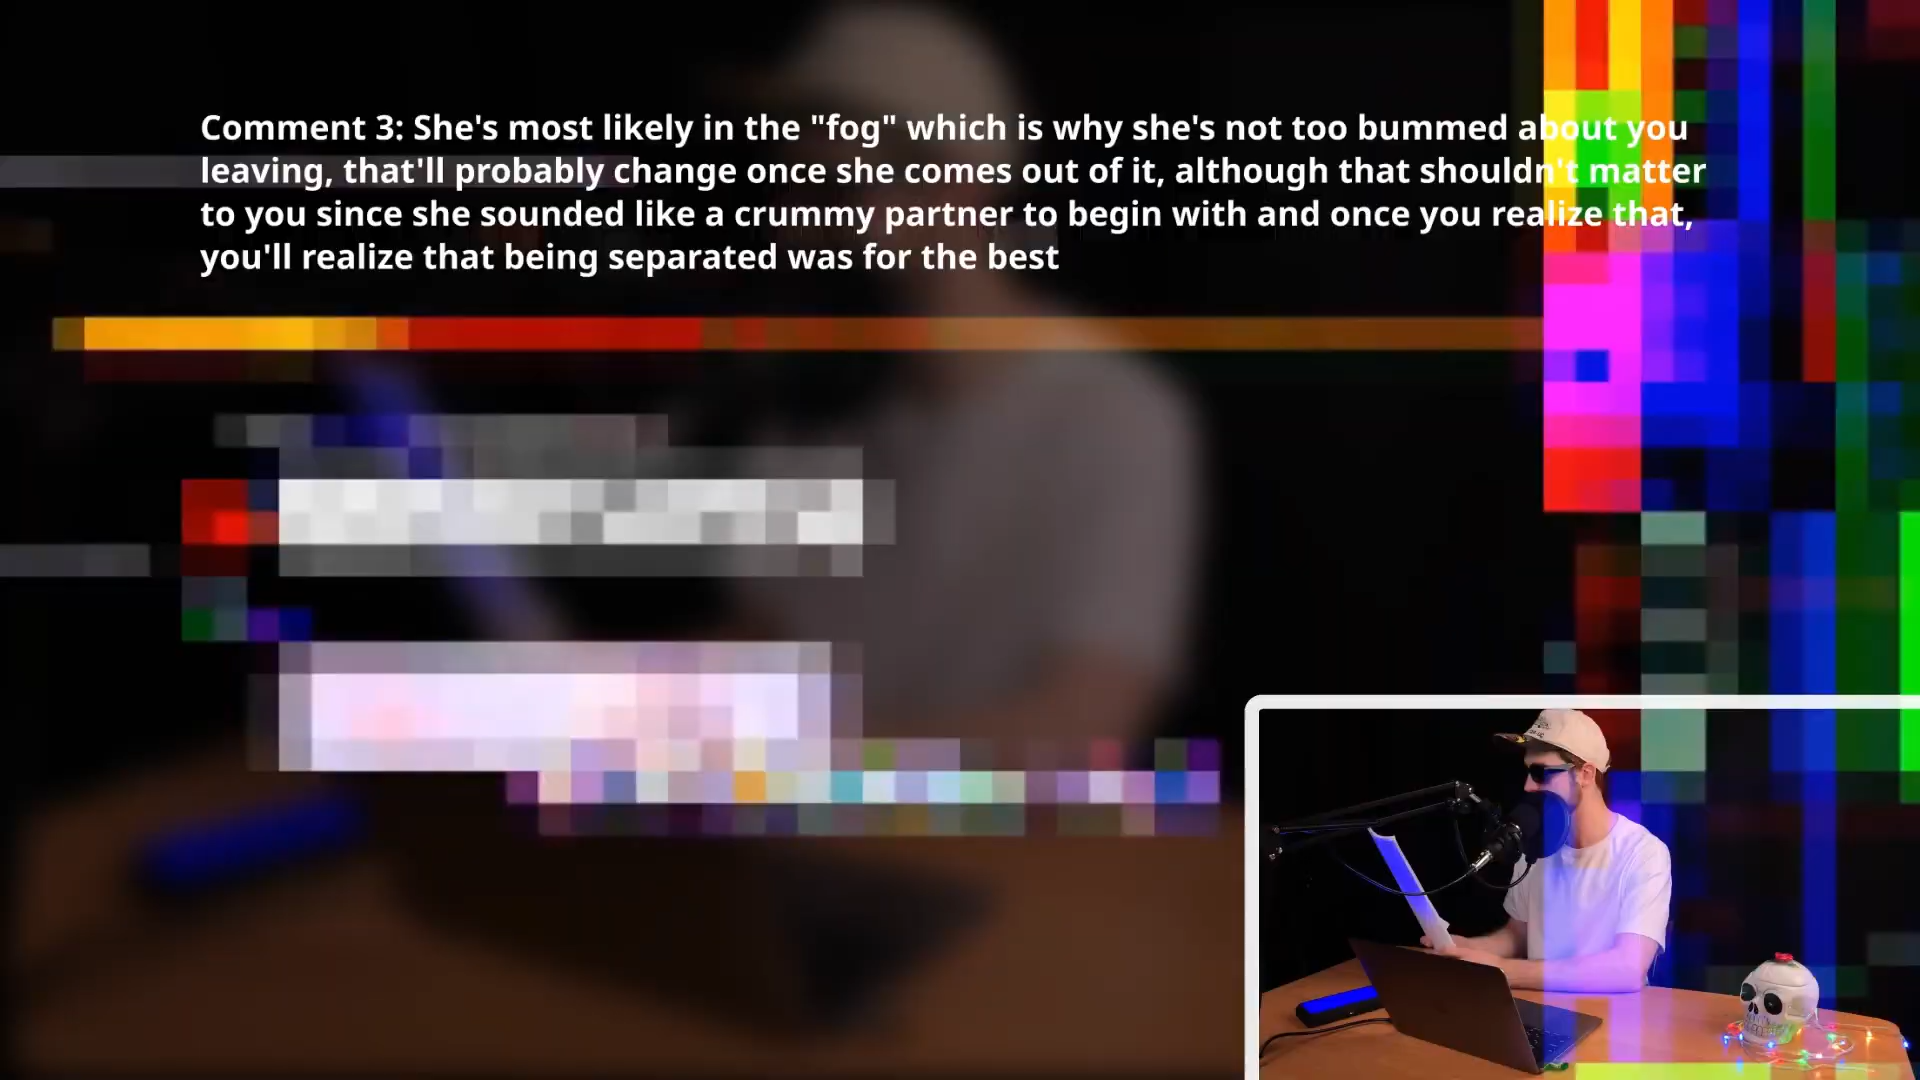 Comment 3: She's most likely in the "fog" which is why she's not too bummed about you
leaving, that'll probably change once she comes out of it, although that shouldn't matter
to you since she sounded like a crummy partner to begin with and once you realize that,
you'll realize that being separated was for the best